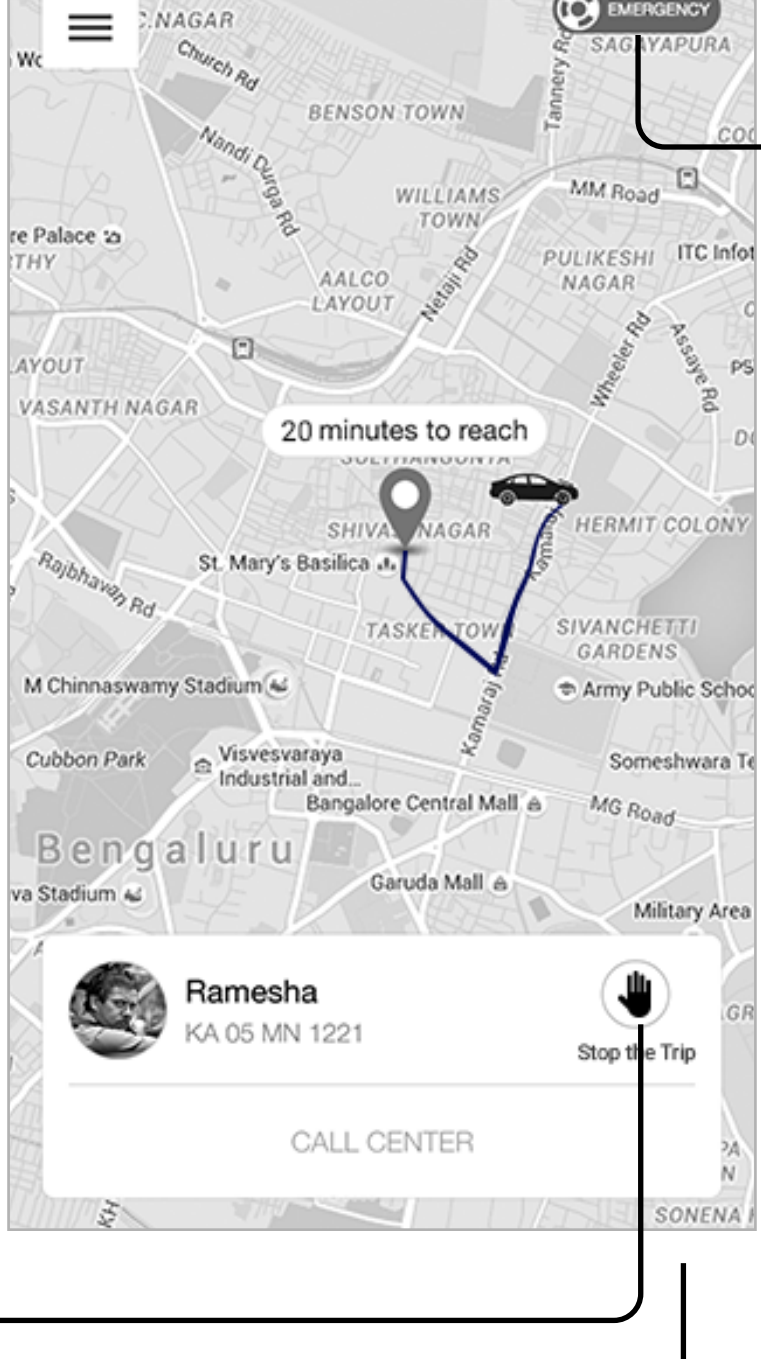 EMERGENCY
C.NAGAR
SAGAYAPURA
Church Rd
Tannery Rd
BENSON TOWN
Nandi Durga Rd
MM Road
WILLIAMS
TOWN
re Palace
THY
PULIKESHI
NAGAR
ITC Infot
Netaji Rd
AALCO
LAYOUT
Wheeler Rd
Assaye Rd
AYOUT
PS
VASANTH NAGAR
20 minutes to reach
HERMIT COLONY
St. Mary's Basilica
Rajbhavan Rd
TASKER TOWN
SIVANCHETTI
GARDENS
M Chinnaswamy Stadium
Army Public Schoo
Kamaraj
Cubbon Park
Visvesvaraya
Industrial and...
Someshwara Te
Bangalore Central Mall
MG Road
Bengaluru
Garuda Mall
va Stadium
Military Area
Ramesha
KA 05 MN 1221
Stop the Trip
CALL CENTER
KH
SONENA